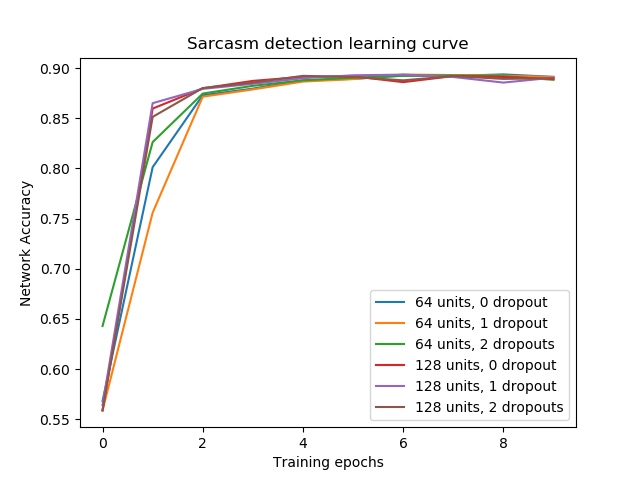 Sarcasm detection learning curve
Network Accuracy
0.90
0.85
0.80
0.75
0.70
0.65
0.60
0.55
64 units, 0 dropout
64 units, 1 dropout
64 units, 2 dropouts
128 units, 0 dropout
128 units, 1 dropout
128 units, 2 dropouts
0 2 4 6 8
Training epochs